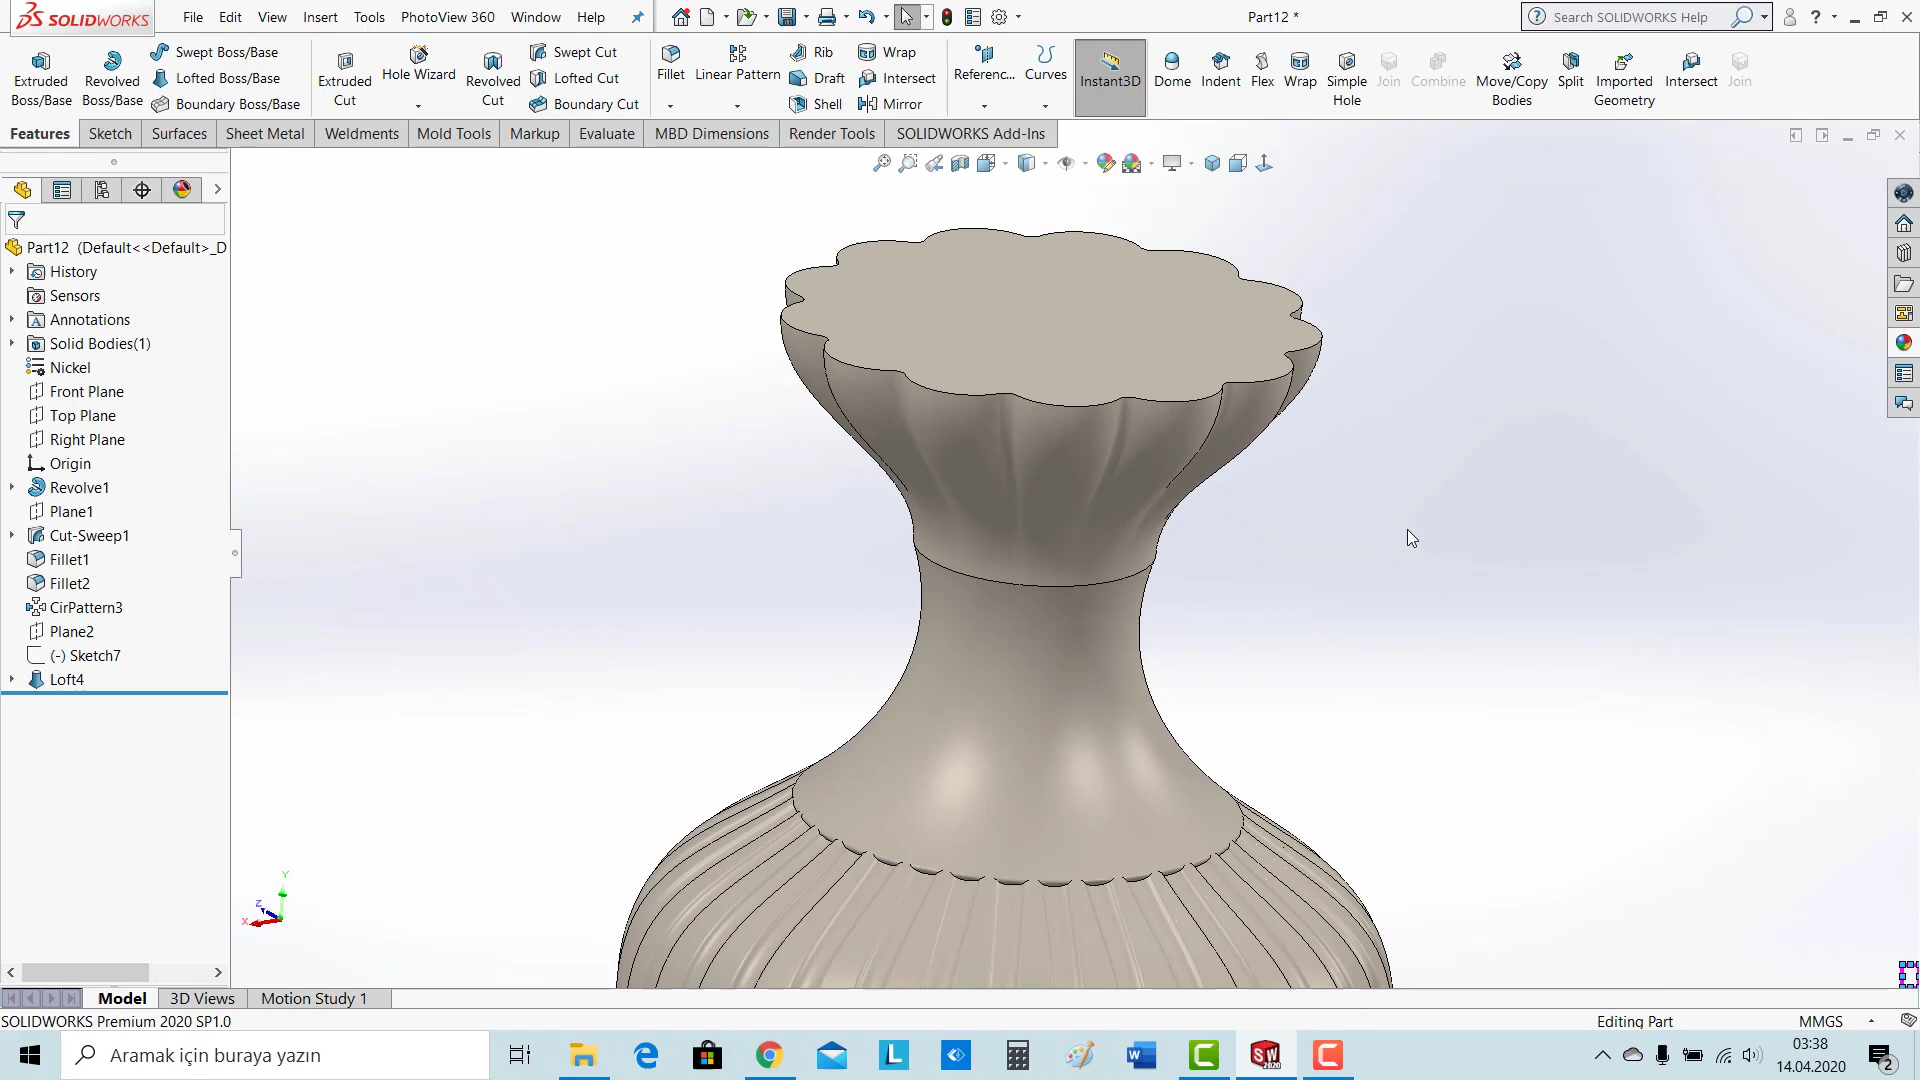 SOLIDWORKS
File Edit View Insert Tools PhotoView 360 Window Help
Part12 *
Search SOLIDWORKS Help
Extruded Boss/Base
Revolved Boss/Base
Swept Boss/Base
Lofted Boss/Base
Boundary Boss/Base
Extruded Cut
Hole Wizard
Revolved Cut
Swept Cut
Lofted Cut
Boundary Cut
Fillet
Linear Pattern
Rib
Draft
Shell
Wrap
Intersect
Mirror
Referenc...
Curves
Instant3D
Dome
Indent
Flex
Wrap
Simple Hole
Join
Combine
Move/Copy Bodies
Split
Imported Geometry
Intersect
Join
Features Sketch Surfaces Sheet Metal Weldments Mold Tools Markup Evaluate MBD Dimensions Render Tools SOLIDWORKS Add-Ins
Part12 (Default<<Default>_D
History
Sensors
Annotations
Solid Bodies(1)
Nickel
Front Plane
Top Plane
Right Plane
Origin
Revolve1
Plane1
Cut-Sweep1
Fillet1
Fillet2
CirPattern3
Plane2
(-) Sketch7
Loft4
Y
Z
X
Model 3D Views Motion Study 1
SOLIDWORKS Premium 2020 SP1.0
Editing Part
MMGS
Aramak için buraya yazın
03:38
14.04.2020
2